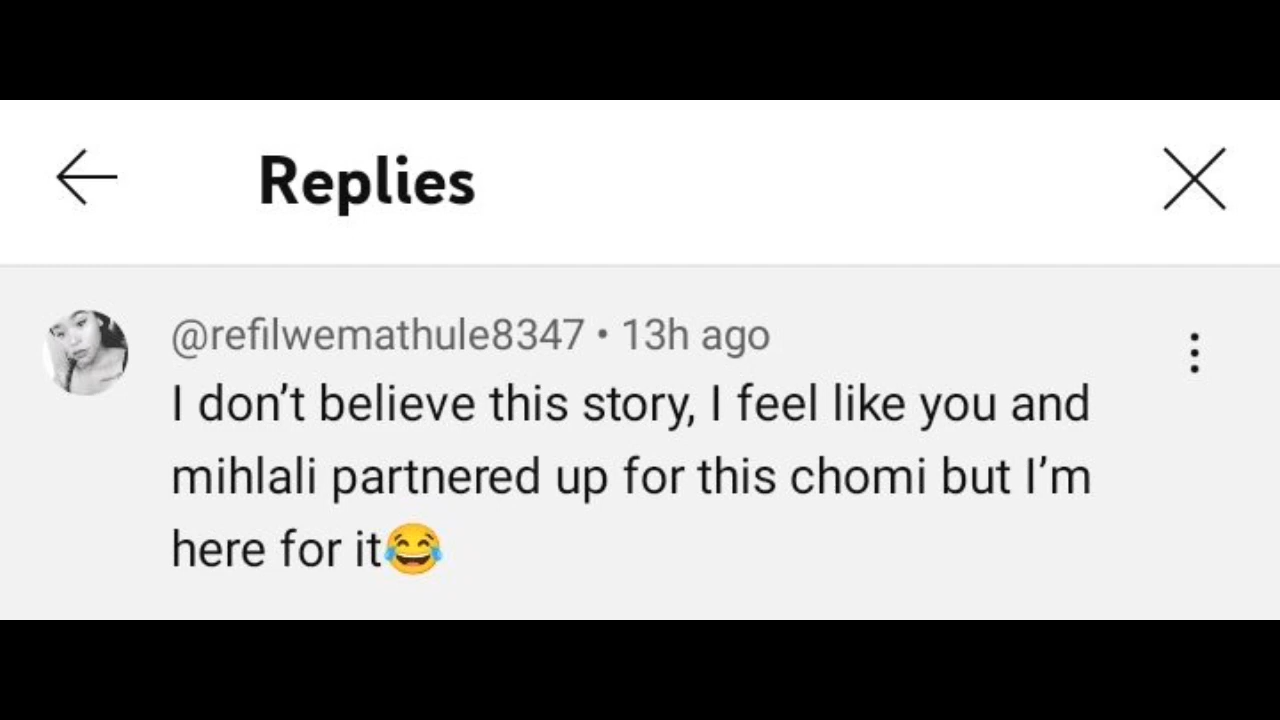 Replies
@refilwemathule8347 • 13h ago
I don’t believe this story, I feel like you and
mihlali partnered up for this chomi but I’m
here for it😂